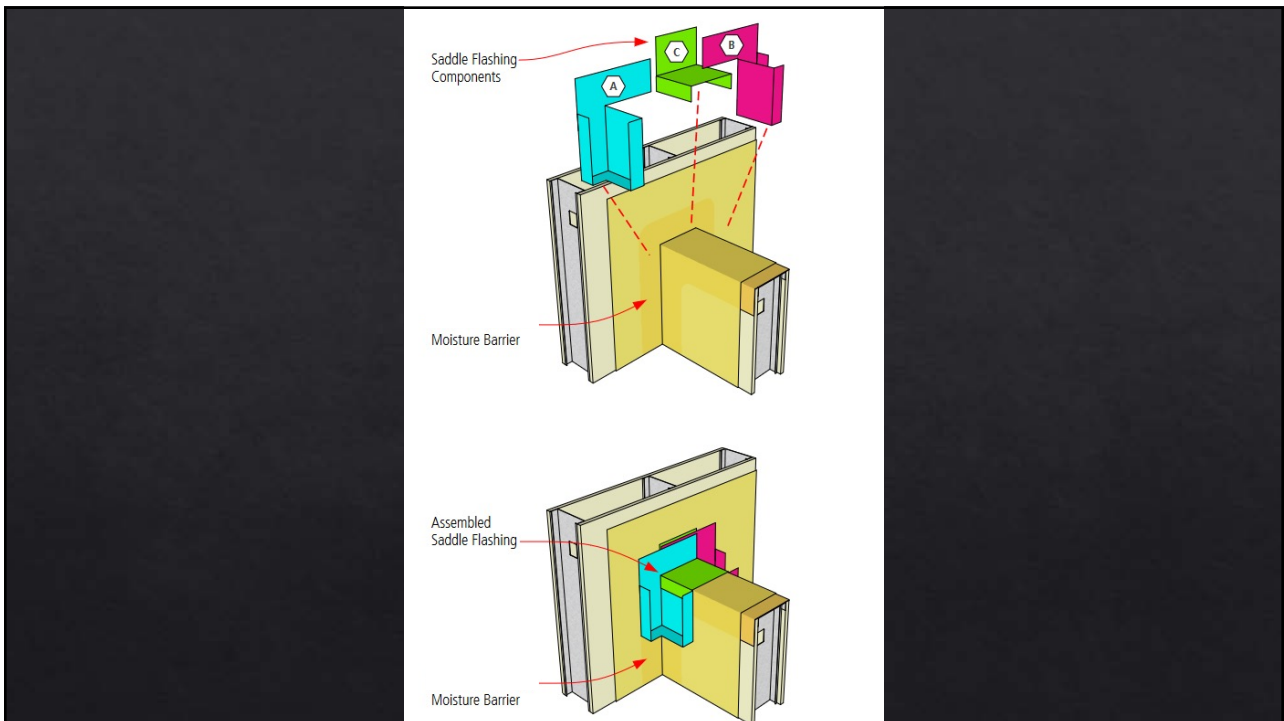 Saddle Flashing
Components
A
C
B
Moisture Barrier
Assembled
Saddle Flashing
Moisture Barrier